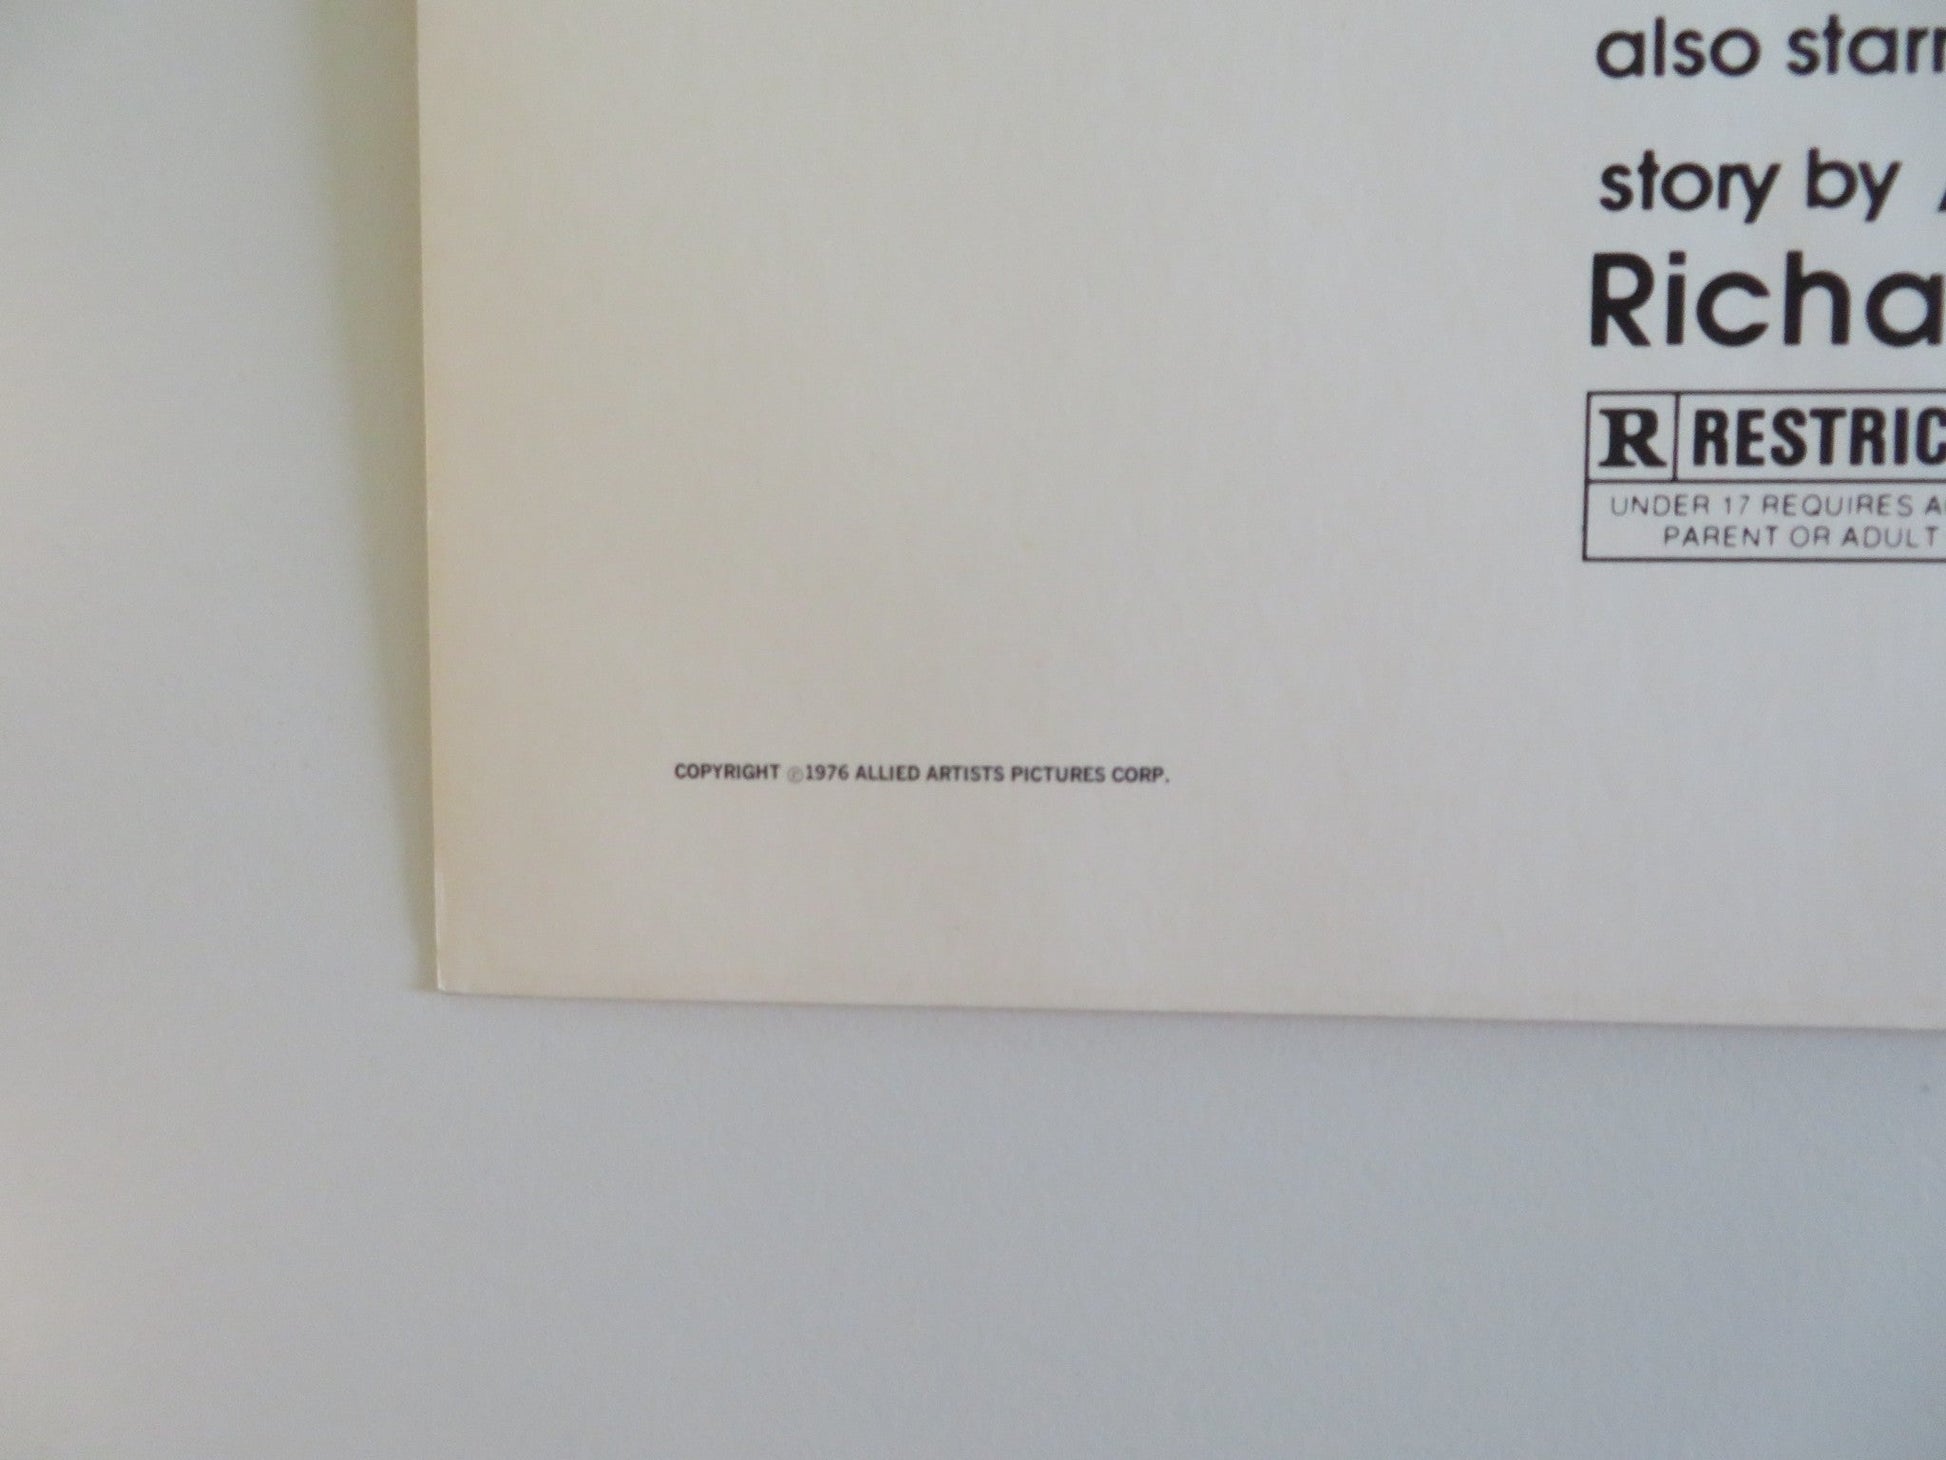 also starr
story by
Richa
R RESTRIC
UNDER 17 REQUIRES A
PARENT OR ADULT
COPYRIGHT ℗1976 ALLIED ARTISTS PICTURES CORP.